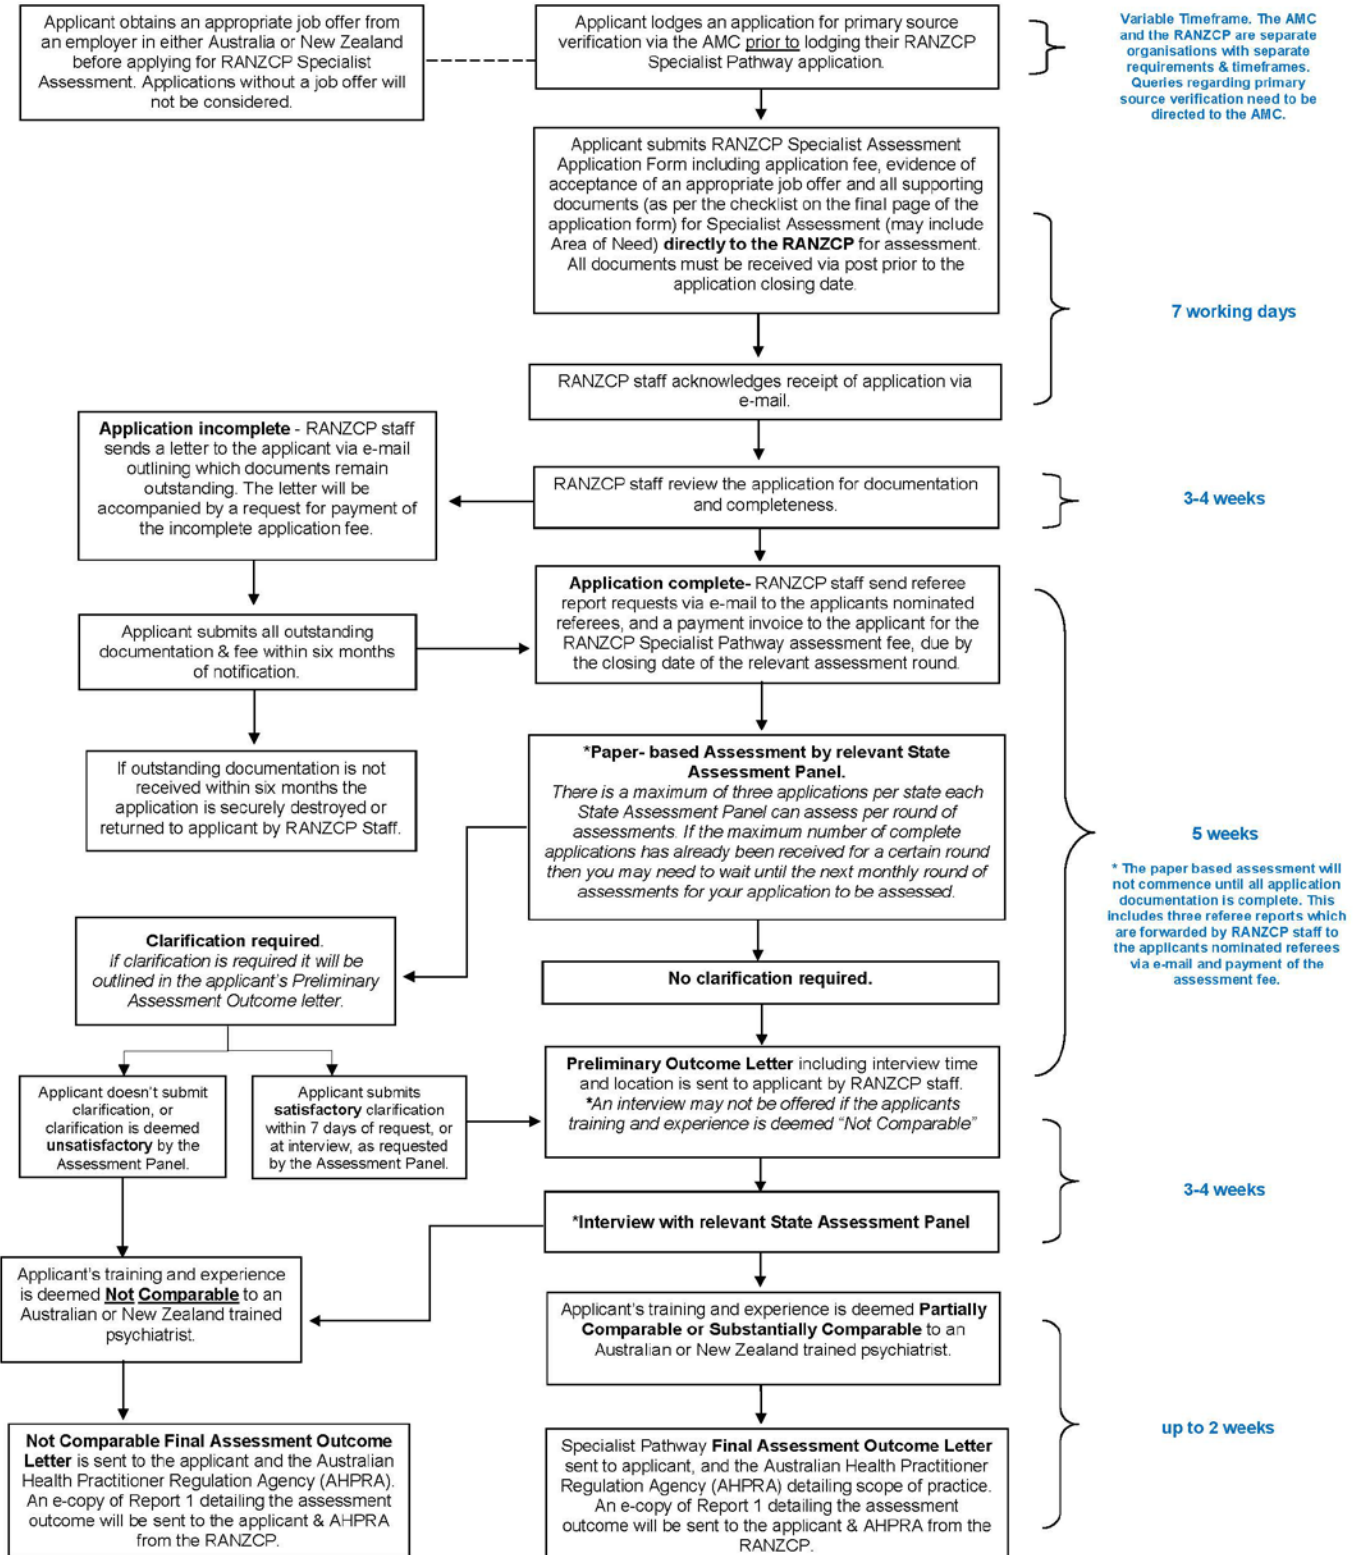 Applicant obtains an appropriate job offer from
an employer in either Australia or New Zealand
before applying for RANZCP Specialist
Assessment. Applications without a job offer will
not be considered.
Applicant lodges an application for primary source
verification via the AMC prior to lodging their RANZCP
Specialist Pathway application.
Variable Timeframe. The AMC
and the RANZCP are separate
organisations with separate
requirements & timeframes.
Queries regarding primary
source verification need to be
directed to the AMC.
Applicant submits RANZCP Specialist Assessment
Application Form including application fee, evidence of
acceptance of an appropriate job offer and all supporting
documents (as per the checklist on the final page of the
application form) for Specialist Assessment (may include
Area of Need) directly to the RANZCP for assessment.
All documents must be received via post prior to the
application closing date.
7 working days
RANZCP staff acknowledges receipt of application via
e-mail.
Application incomplete - RANZCP staff
sends a letter to the applicant via e-mail
outlining which documents remain
outstanding. The letter will be
accompanied by a request for payment of
the incomplete application fee.
RANZCP staff review the application for documentation
and completeness.
3-4 weeks
Application complete- RANZCP staff send referee
report requests via e-mail to the applicants nominated
referees, and a payment invoice to the applicant for the
RANZCP Specialist Pathway assessment fee, due by
the closing date of the relevant assessment round.
Applicant submits all outstanding
documentation & fee within six months
of notification.
If outstanding documentation is not
received within six months the
application is securely destroyed or
returned to applicant by RANZCP Staff.
*Paper- based Assessment by relevant State
Assessment Panel.
There is a maximum of three applications per state each
State Assessment Panel can assess per round of
assessments. If the maximum number of complete
applications has already been received for a certain round
then you may need to wait until the next monthly round of
assessments for your application to be assessed.
5 weeks
* The paper based assessment will
not commence until all application
documentation is complete. This
includes three referee reports which
are forwarded by RANZCP staff to
the applicants nominated referees
via e-mail and payment of the
assessment fee.
Clarification required.
If clarification is required it will be
outlined in the applicant's Preliminary
Assessment Outcome letter.
No clarification required.
Applicant doesn't submit
clarification, or
clarification is deemed
unsatisfactory by the
Assessment Panel.
Applicant submits
satisfactory clarification
within 7 days of request, or
at interview, as requested
by the Assessment Panel.
Preliminary Outcome Letter including interview time
and location is sent to applicant by RANZCP staff.
*An interview may not be offered if the applicants
training and experience is deemed "Not Comparable"
3-4 weeks
*Interview with relevant State Assessment Panel
Applicant's training and experience
is deemed Not Comparable to an
Australian or New Zealand trained
psychiatrist.
Applicant's training and experience is deemed Partially
Comparable or Substantially Comparable to an
Australian or New Zealand trained psychiatrist.
up to 2 weeks
Not Comparable Final Assessment Outcome
Letter is sent to the applicant and the Australian
Health Practitioner Regulation Agency (AHPRA).
An e-copy of Report 1 detailing the assessment
outcome will be sent to the applicant & AHPRA
from the RANZCP.
Specialist Pathway Final Assessment Outcome Letter
sent to applicant, and the Australian Health Practitioner
Regulation Agency (AHPRA) detailing scope of practice.
An e-copy of Report 1 detailing the assessment
outcome will be sent to the applicant & AHPRA from the
RANZCP.